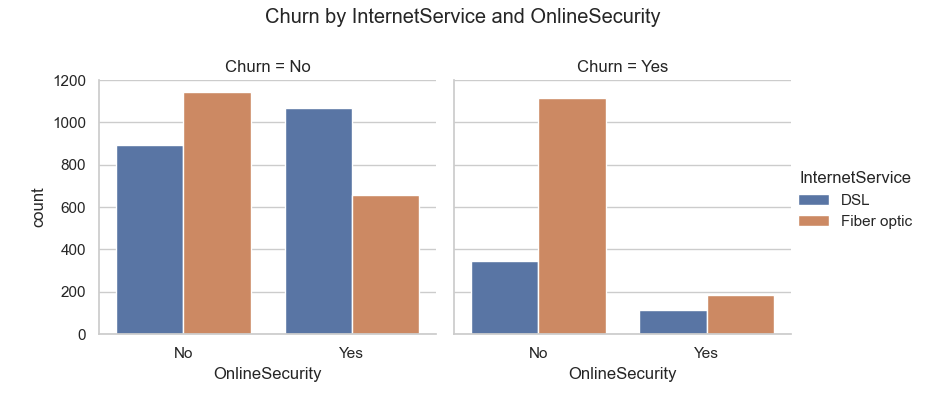 Churn by InternetService and OnlineSecurity
Churn = No
Churn = Yes
1200
1000
800
600
400
200
0
count
No
Yes
OnlineSecurity
No
Yes
OnlineSecurity
InternetService
DSL
Fiber optic